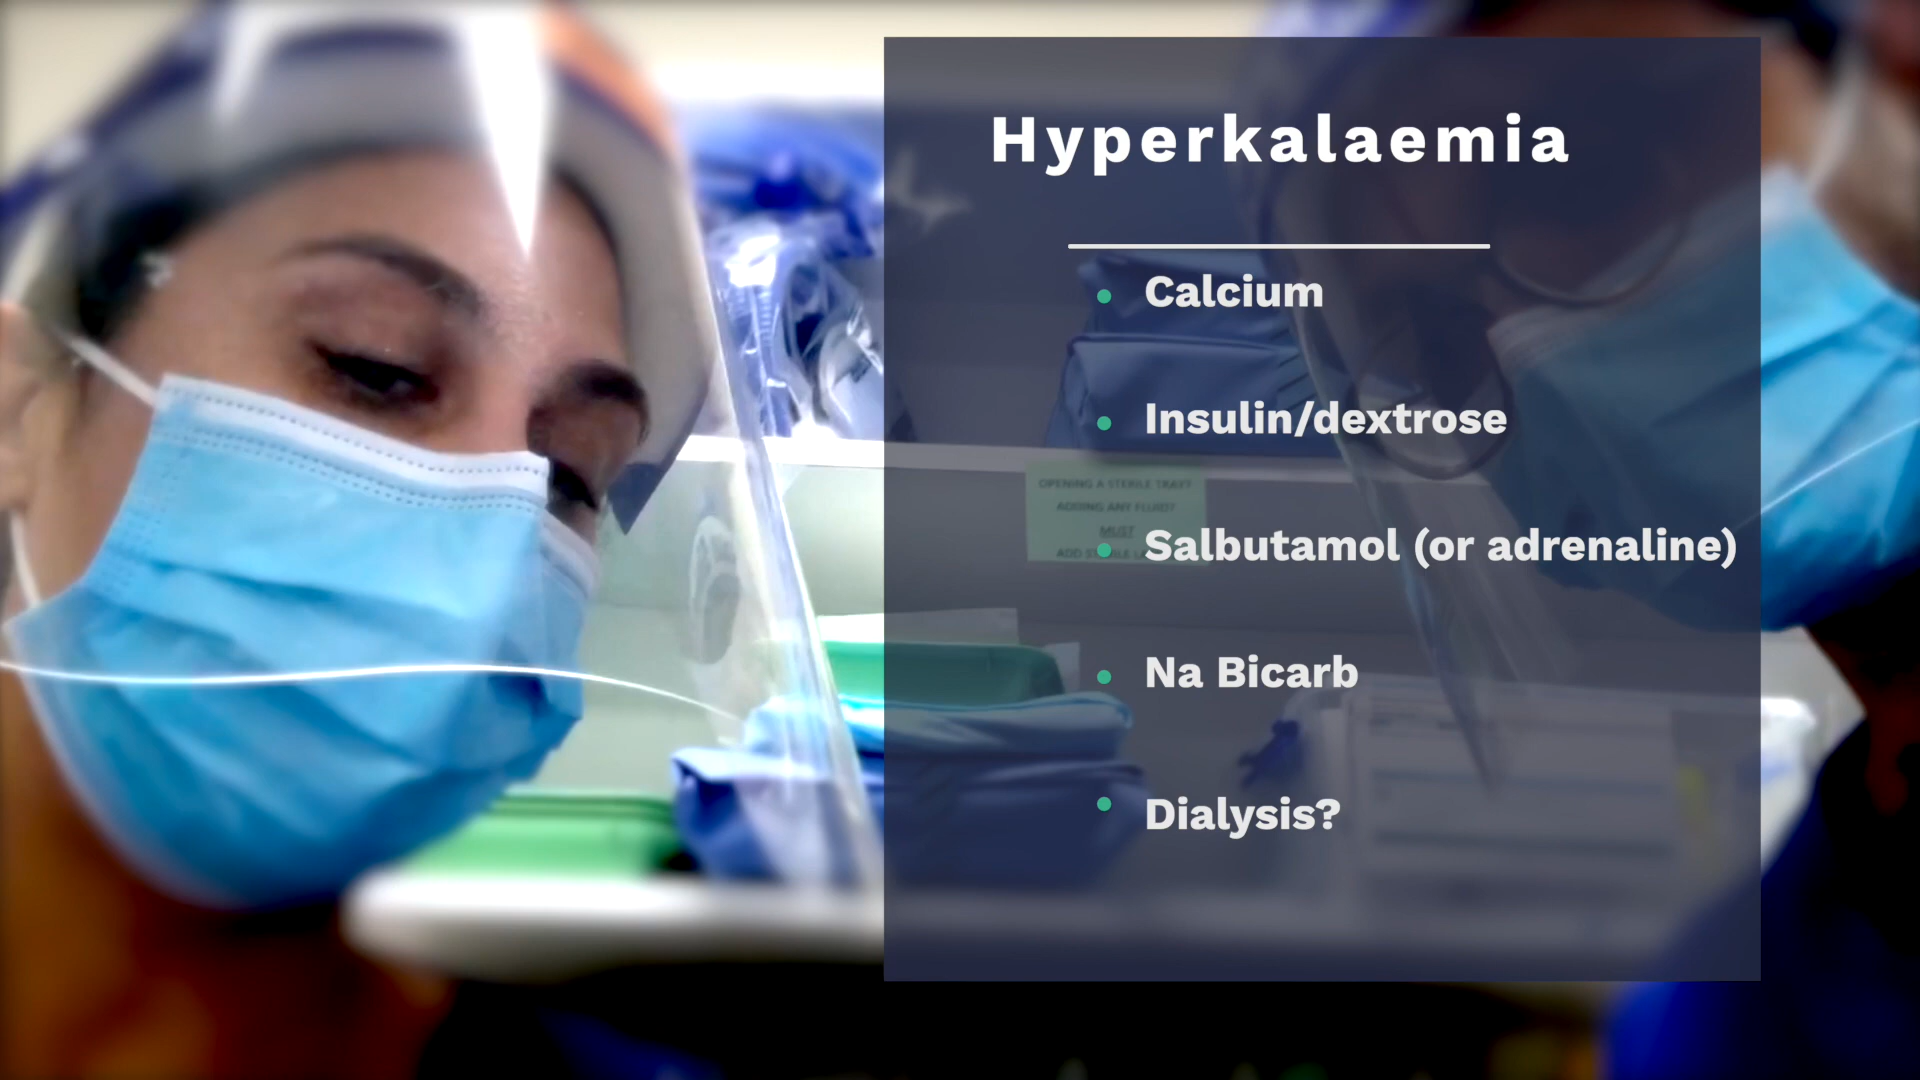 Hyperkalaemia
Calcium
Insulin/dextrose
OPENING A STERILE TRAY?
ADDING ANY FLUID?
MUST
Salbutamol (or adrenaline)
Na Bicarb
Dialysis?